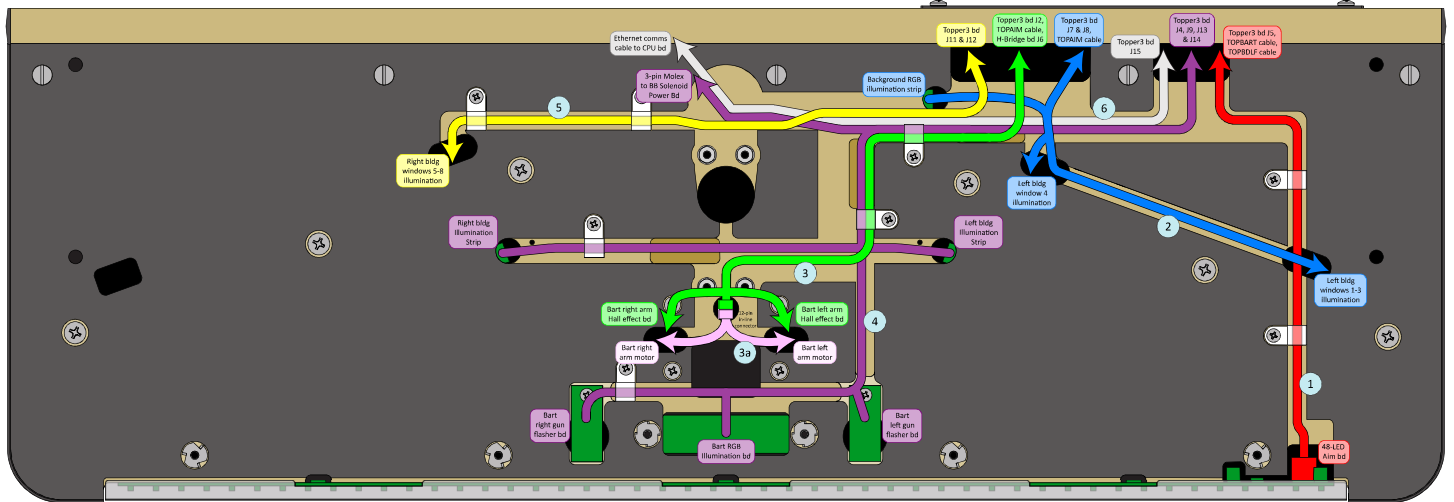 Ethernet comms
cable to CPU bd
3-pin Molex
to BB Solenoid
Power Bd
Background RGB
illumination strip
Topper3 bd
J11 & J12
Topper3 bd J2,
TOPAIM cable,
H-Bridge bd J6
Topper3 bd
J7 & J8,
TOPAIM cable
Topper3 bd
J15
Topper3 bd
J4, J9, J13
& J14
Topper3 bd J5,
TOPBART cable,
TOPBDLF cable
5
6
Right bldg
windows 5-8
illumination
Left bldg
window 4
illumination
Right bldg
Illumination
Strip
Left bldg
Illumination
Strip
2
3
Left bldg
windows 1-3
illumination
Bart right arm
Hall effect bd
12-pin
in-line
connector
Bart left arm
Hall effect bd
4
Bart right
arm motor
3a
Bart left
arm motor
1
Bart
right gun
flasher bd
Bart RGB
Illumination bd
Bart
left gun
flasher bd
48-LED
Aim bd